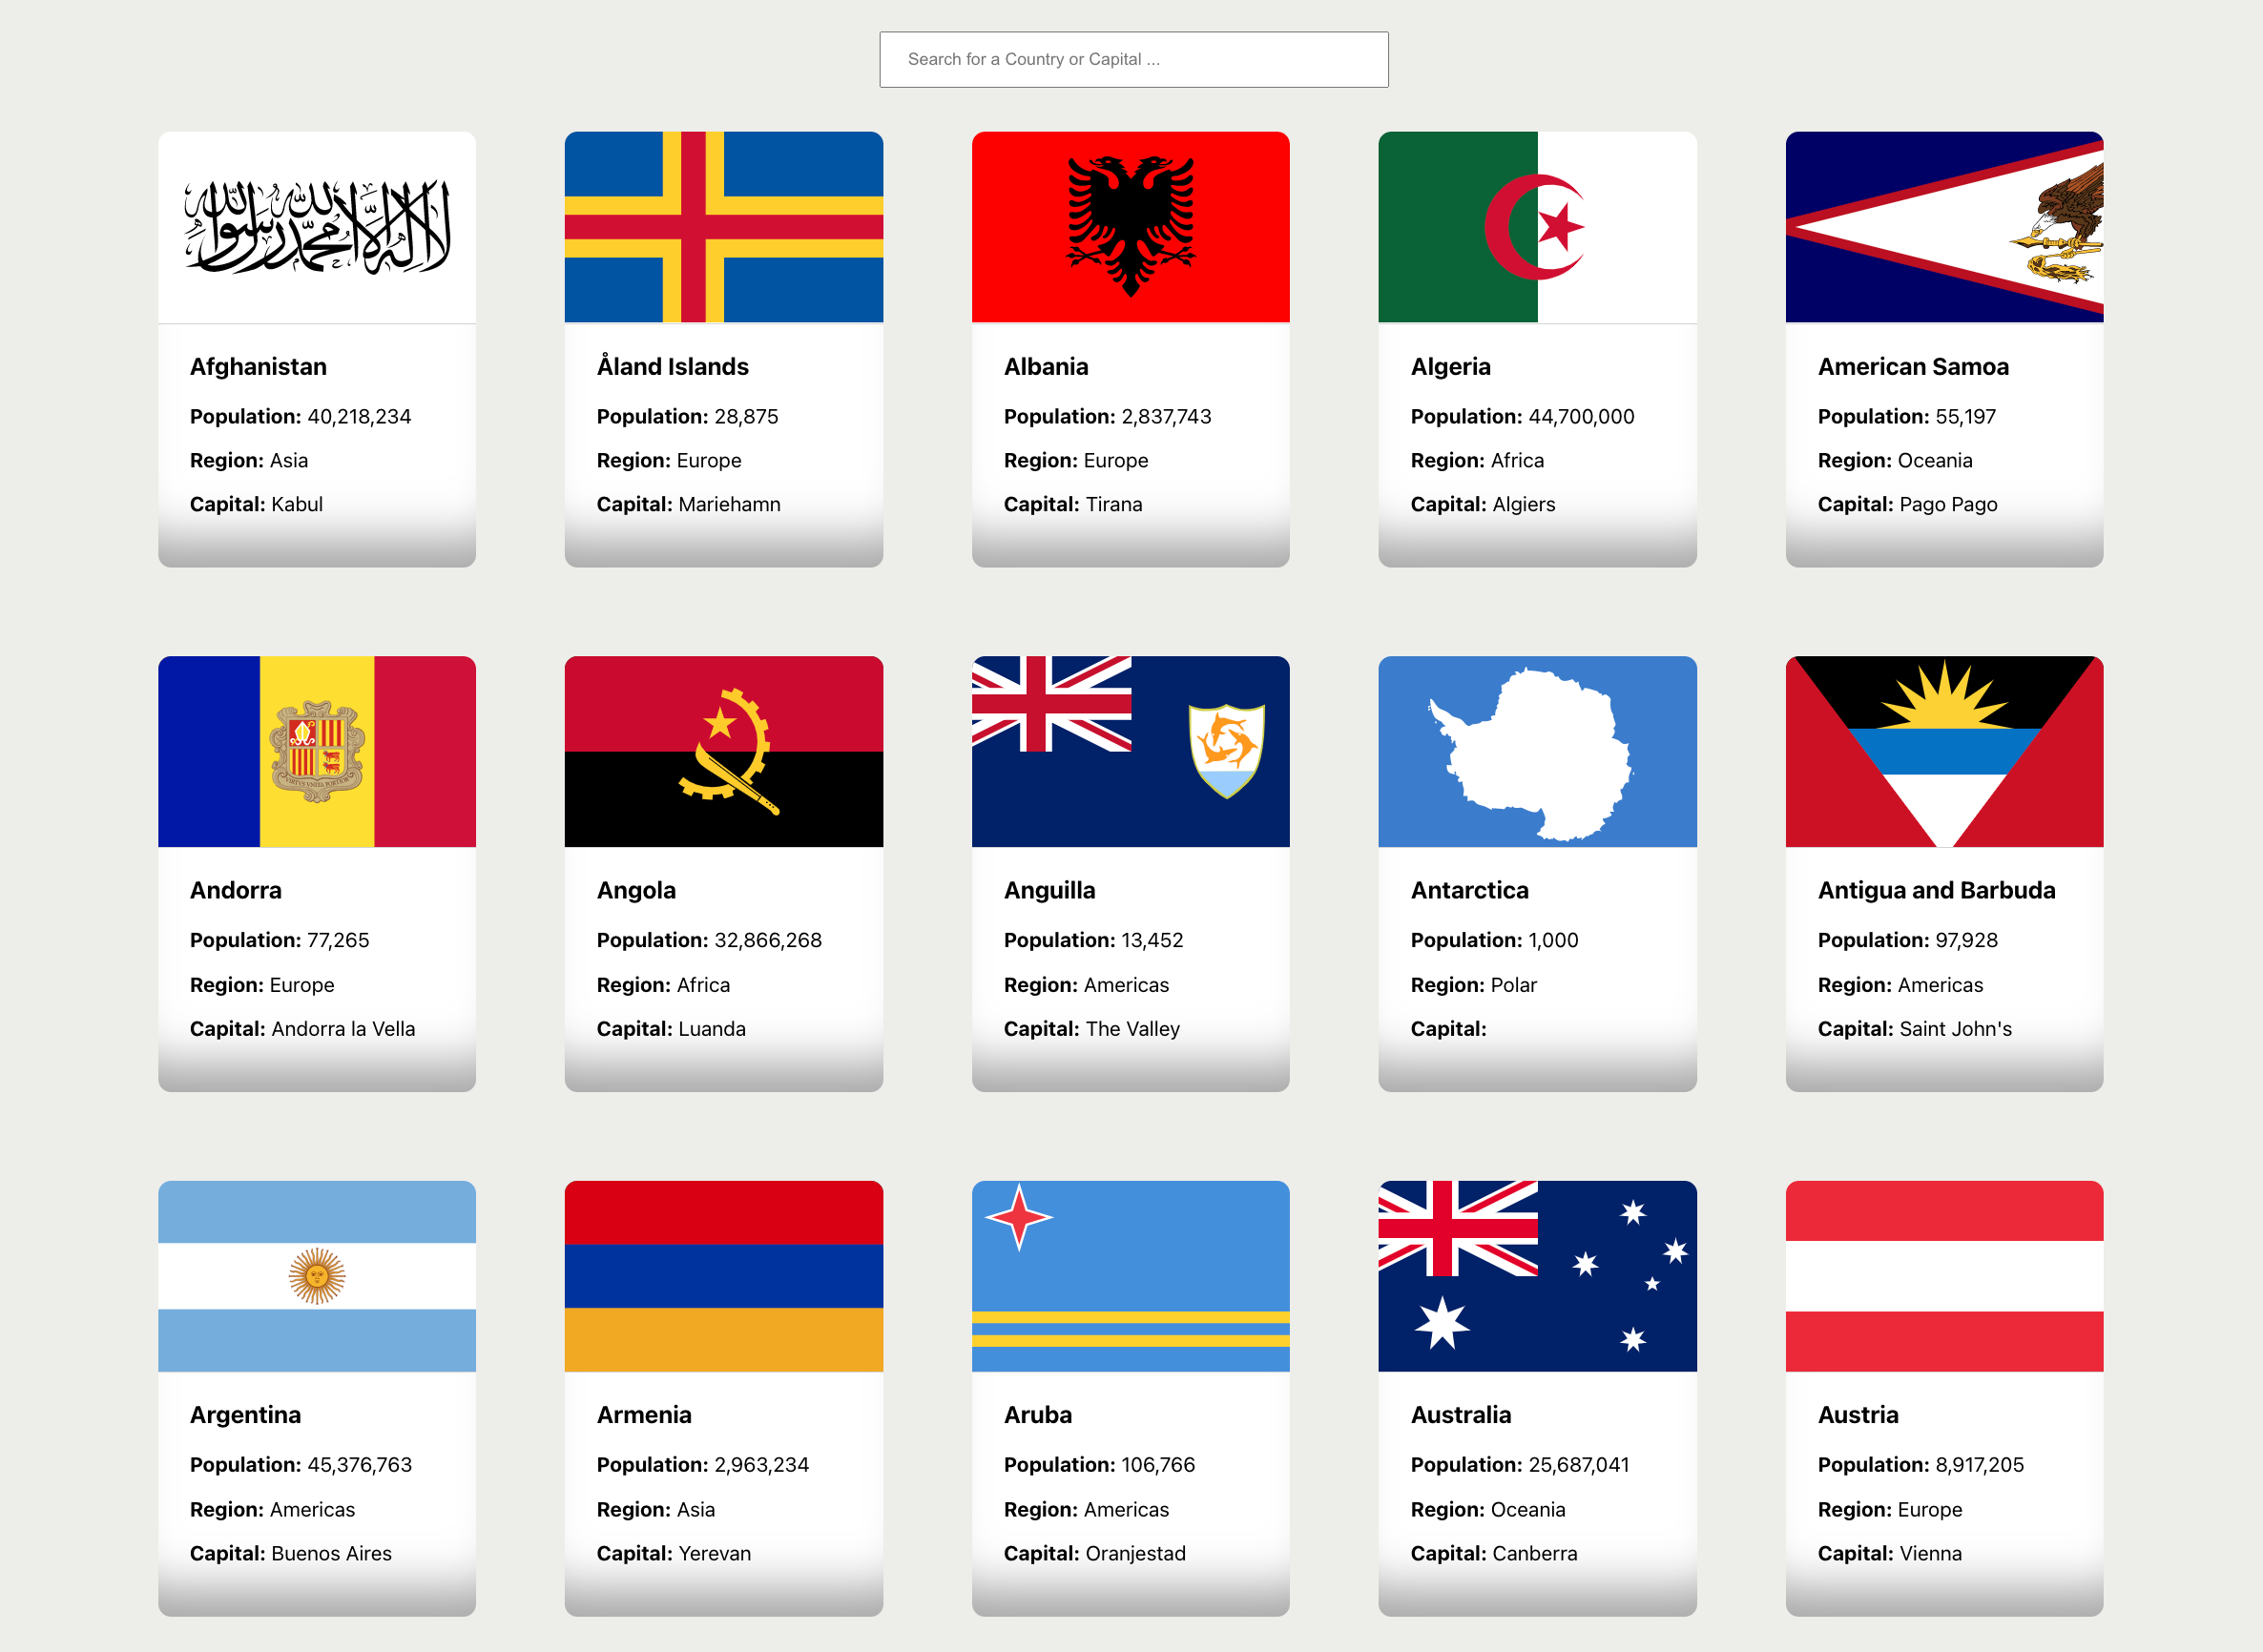 Search for a Country or Capital ...
لا إله إلا الله محمد رسول الله
Afghanistan
Population: 40,218,234
Region: Asia
Capital: Kabul
Åland Islands
Population: 28,875
Region: Europe
Capital: Mariehamn
Albania
Population: 2,837,743
Region: Europe
Capital: Tirana
Algeria
Population: 44,700,000
Region: Africa
Capital: Algiers
American Samoa
Population: 55,197
Region: Oceania
Capital: Pago Pago
VIRTUS VNITA FORTIOR
Andorra
Population: 77,265
Region: Europe
Capital: Andorra la Vella
Angola
Population: 32,866,268
Region: Africa
Capital: Luanda
Anguilla
Population: 13,452
Region: Americas
Capital: The Valley
Antarctica
Population: 1,000
Region: Polar
Capital:
Antigua and Barbuda
Population: 97,928
Region: Americas
Capital: Saint John's
Argentina
Population: 45,376,763
Region: Americas
Capital: Buenos Aires
Armenia
Population: 2,963,234
Region: Asia
Capital: Yerevan
Aruba
Population: 106,766
Region: Americas
Capital: Oranjestad
Australia
Population: 25,687,041
Region: Oceania
Capital: Canberra
Austria
Population: 8,917,205
Region: Europe
Capital: Vienna